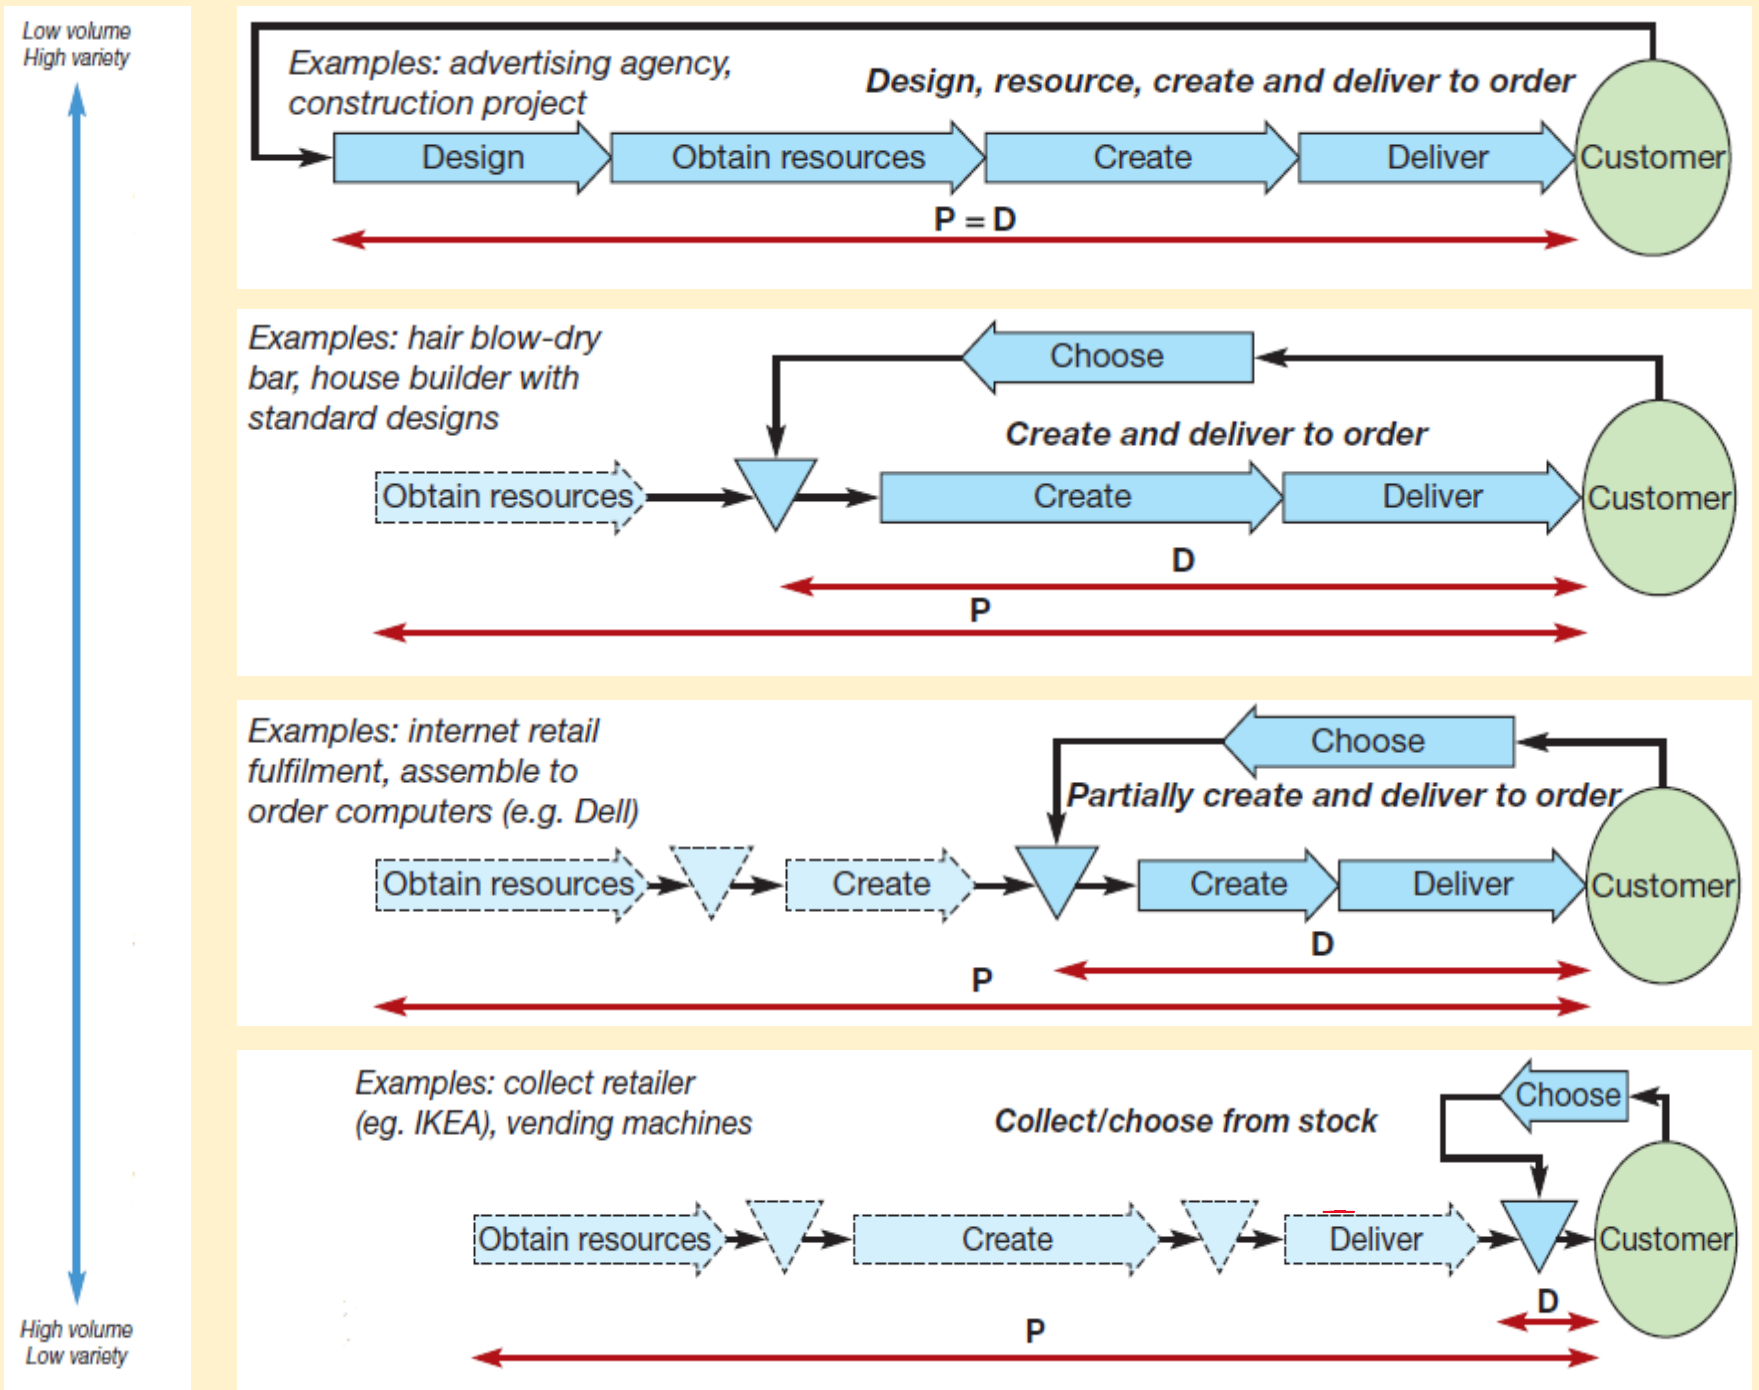 Low volume
High variety
Examples: advertising agency,
construction project
Design, resource, create and deliver to order
Design
Obtain resources
Create
Deliver
Customer
P = D
Examples: hair blow-dry
bar, house builder with
standard designs
Choose
Create and deliver to order
Obtain resources
Create
Deliver
Customer
D
P
Examples: internet retail
fulfilment, assemble to
order computers (e.g. Dell)
Choose
Partially create and deliver to order
Obtain resources
Create
Create
Deliver
Customer
D
P
Examples: collect retailer
(eg. IKEA), vending machines
Choose
Collect/choose from stock
Obtain resources
Create
Deliver
Customer
D
P
High volume
Low variety